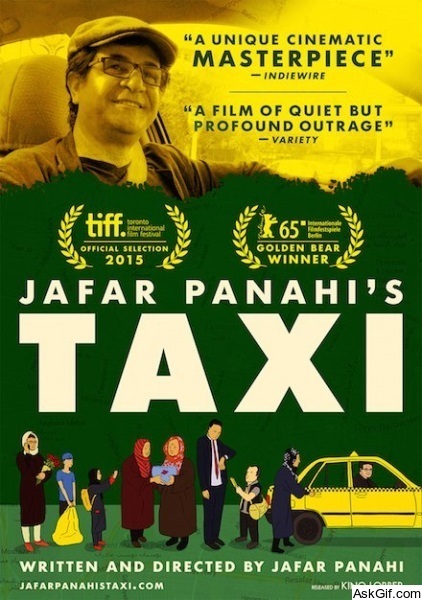 “A UNIQUE CINEMATIC
MASTERPIECE”
— INDIEWIRE
“A FILM OF QUIET BUT
PROFOUND OUTRAGE”
— VARIETY
tiff. toronto
international
film festival
OFFICIAL SELECTION
2015
65 Internationale
Filmfestspiele
Berlin
GOLDEN BEAR
WINNER
JAFAR PANAHI’S
TAXI
WRITTEN AND DIRECTED BY JAFAR PANAHI
JAFARPANAHISTAXI.COM
RELEASED BY KINO LORBER
AskGif.com